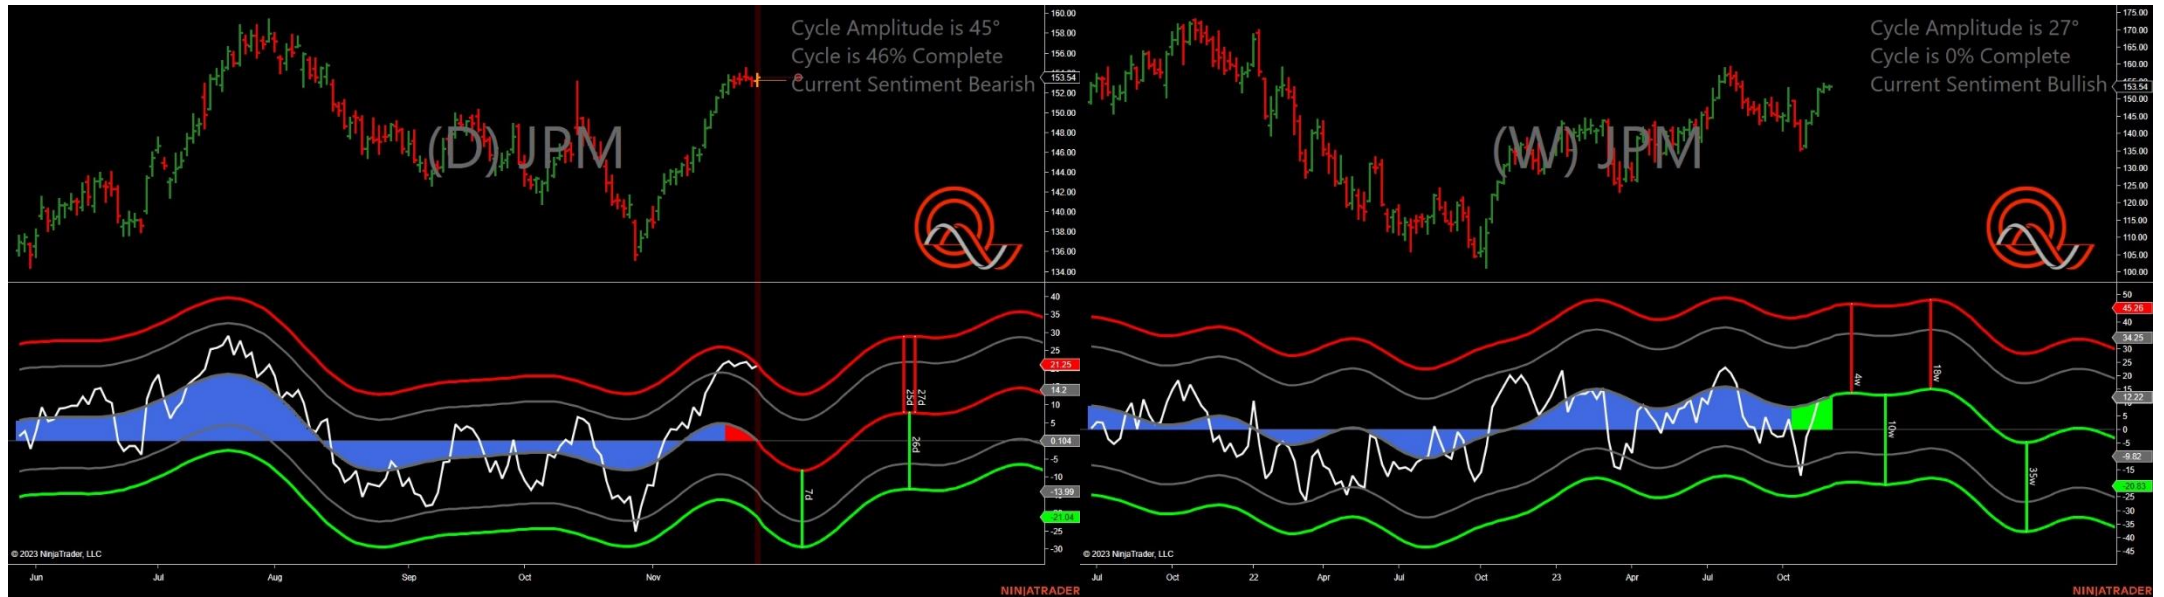 Cycle Amplitude is 45°
Cycle is 46% Complete
Current Sentiment Bearish
(D) JPM
160.00
158.00
156.00
153.54
152.00
150.00
148.00
146.00
144.00
142.00
140.00
138.00
136.00
134.00
40
35
30
25
21.25
14.2
10
5
0.104
-5
-10
-13.99
-21.04
-25
-30
25d
27d
26d
7d
© 2023 NinjaTrader, LLC
Jun
Jul
Aug
Sep
Oct
Nov
NINJATRADER
Cycle Amplitude is 27°
Cycle is 0% Complete
Current Sentiment Bullish
(W) JPM
175.00
170.00
165.00
160.00
153.54
150.00
145.00
140.00
135.00
130.00
125.00
120.00
115.00
110.00
105.00
100.00
50
45.26
40
34.25
30
25
20
15
12.22
5
0
-5
-9.82
-15
-20.83
-25
-30
-35
-40
-45
4w
18w
10w
35w
© 2023 NinjaTrader, LLC
Jul
Oct
22
Apr
Jul
Oct
23
Apr
Jul
Oct
NINJATRADER